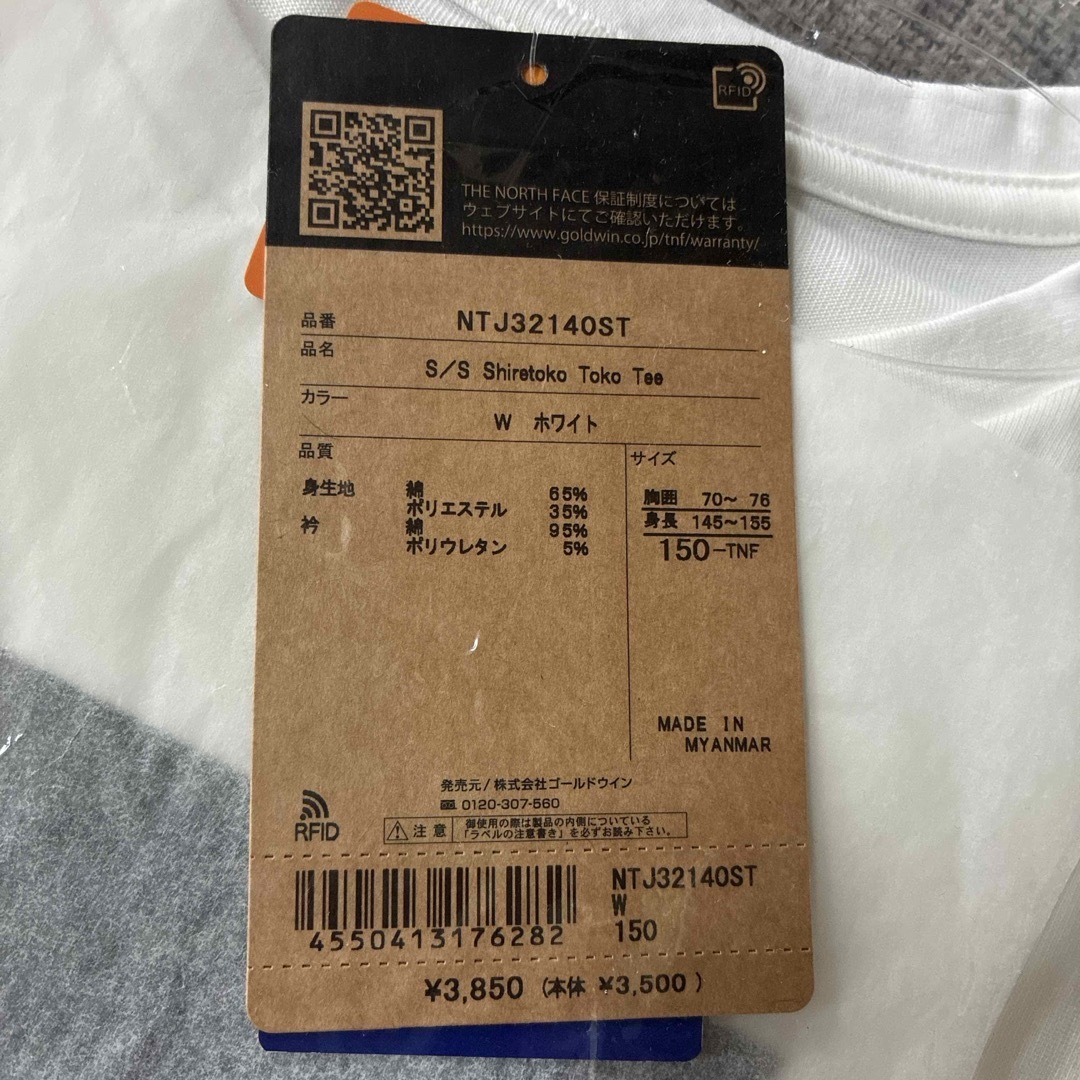 RFID
THE NORTH FACE 保証制度については
ウェブサイトにてご確認いただけます。
https://www.goldwin.co.jp/tnf/warranty/
品番 NTJ32140ST
品名
S/S Shiretoko Toko Tee
カラー
W ホワイト
品質
身生地 綿 65%
ポリエステル 35%
衿 綿 95%
ポリウレタン 5%
サイズ
胸囲 70〜 76
身長 145〜155
150-TNF
MADE IN
MYANMAR
発売元/株式会社ゴールドウイン
0120-307-560
RFID
注意
御使用の際は製品の内側についている
「ラベルの注意書き」を必ずお読み下さい。
4550413176282
NTJ32140ST
W
150
¥3,850 (本体 ¥3,500 )